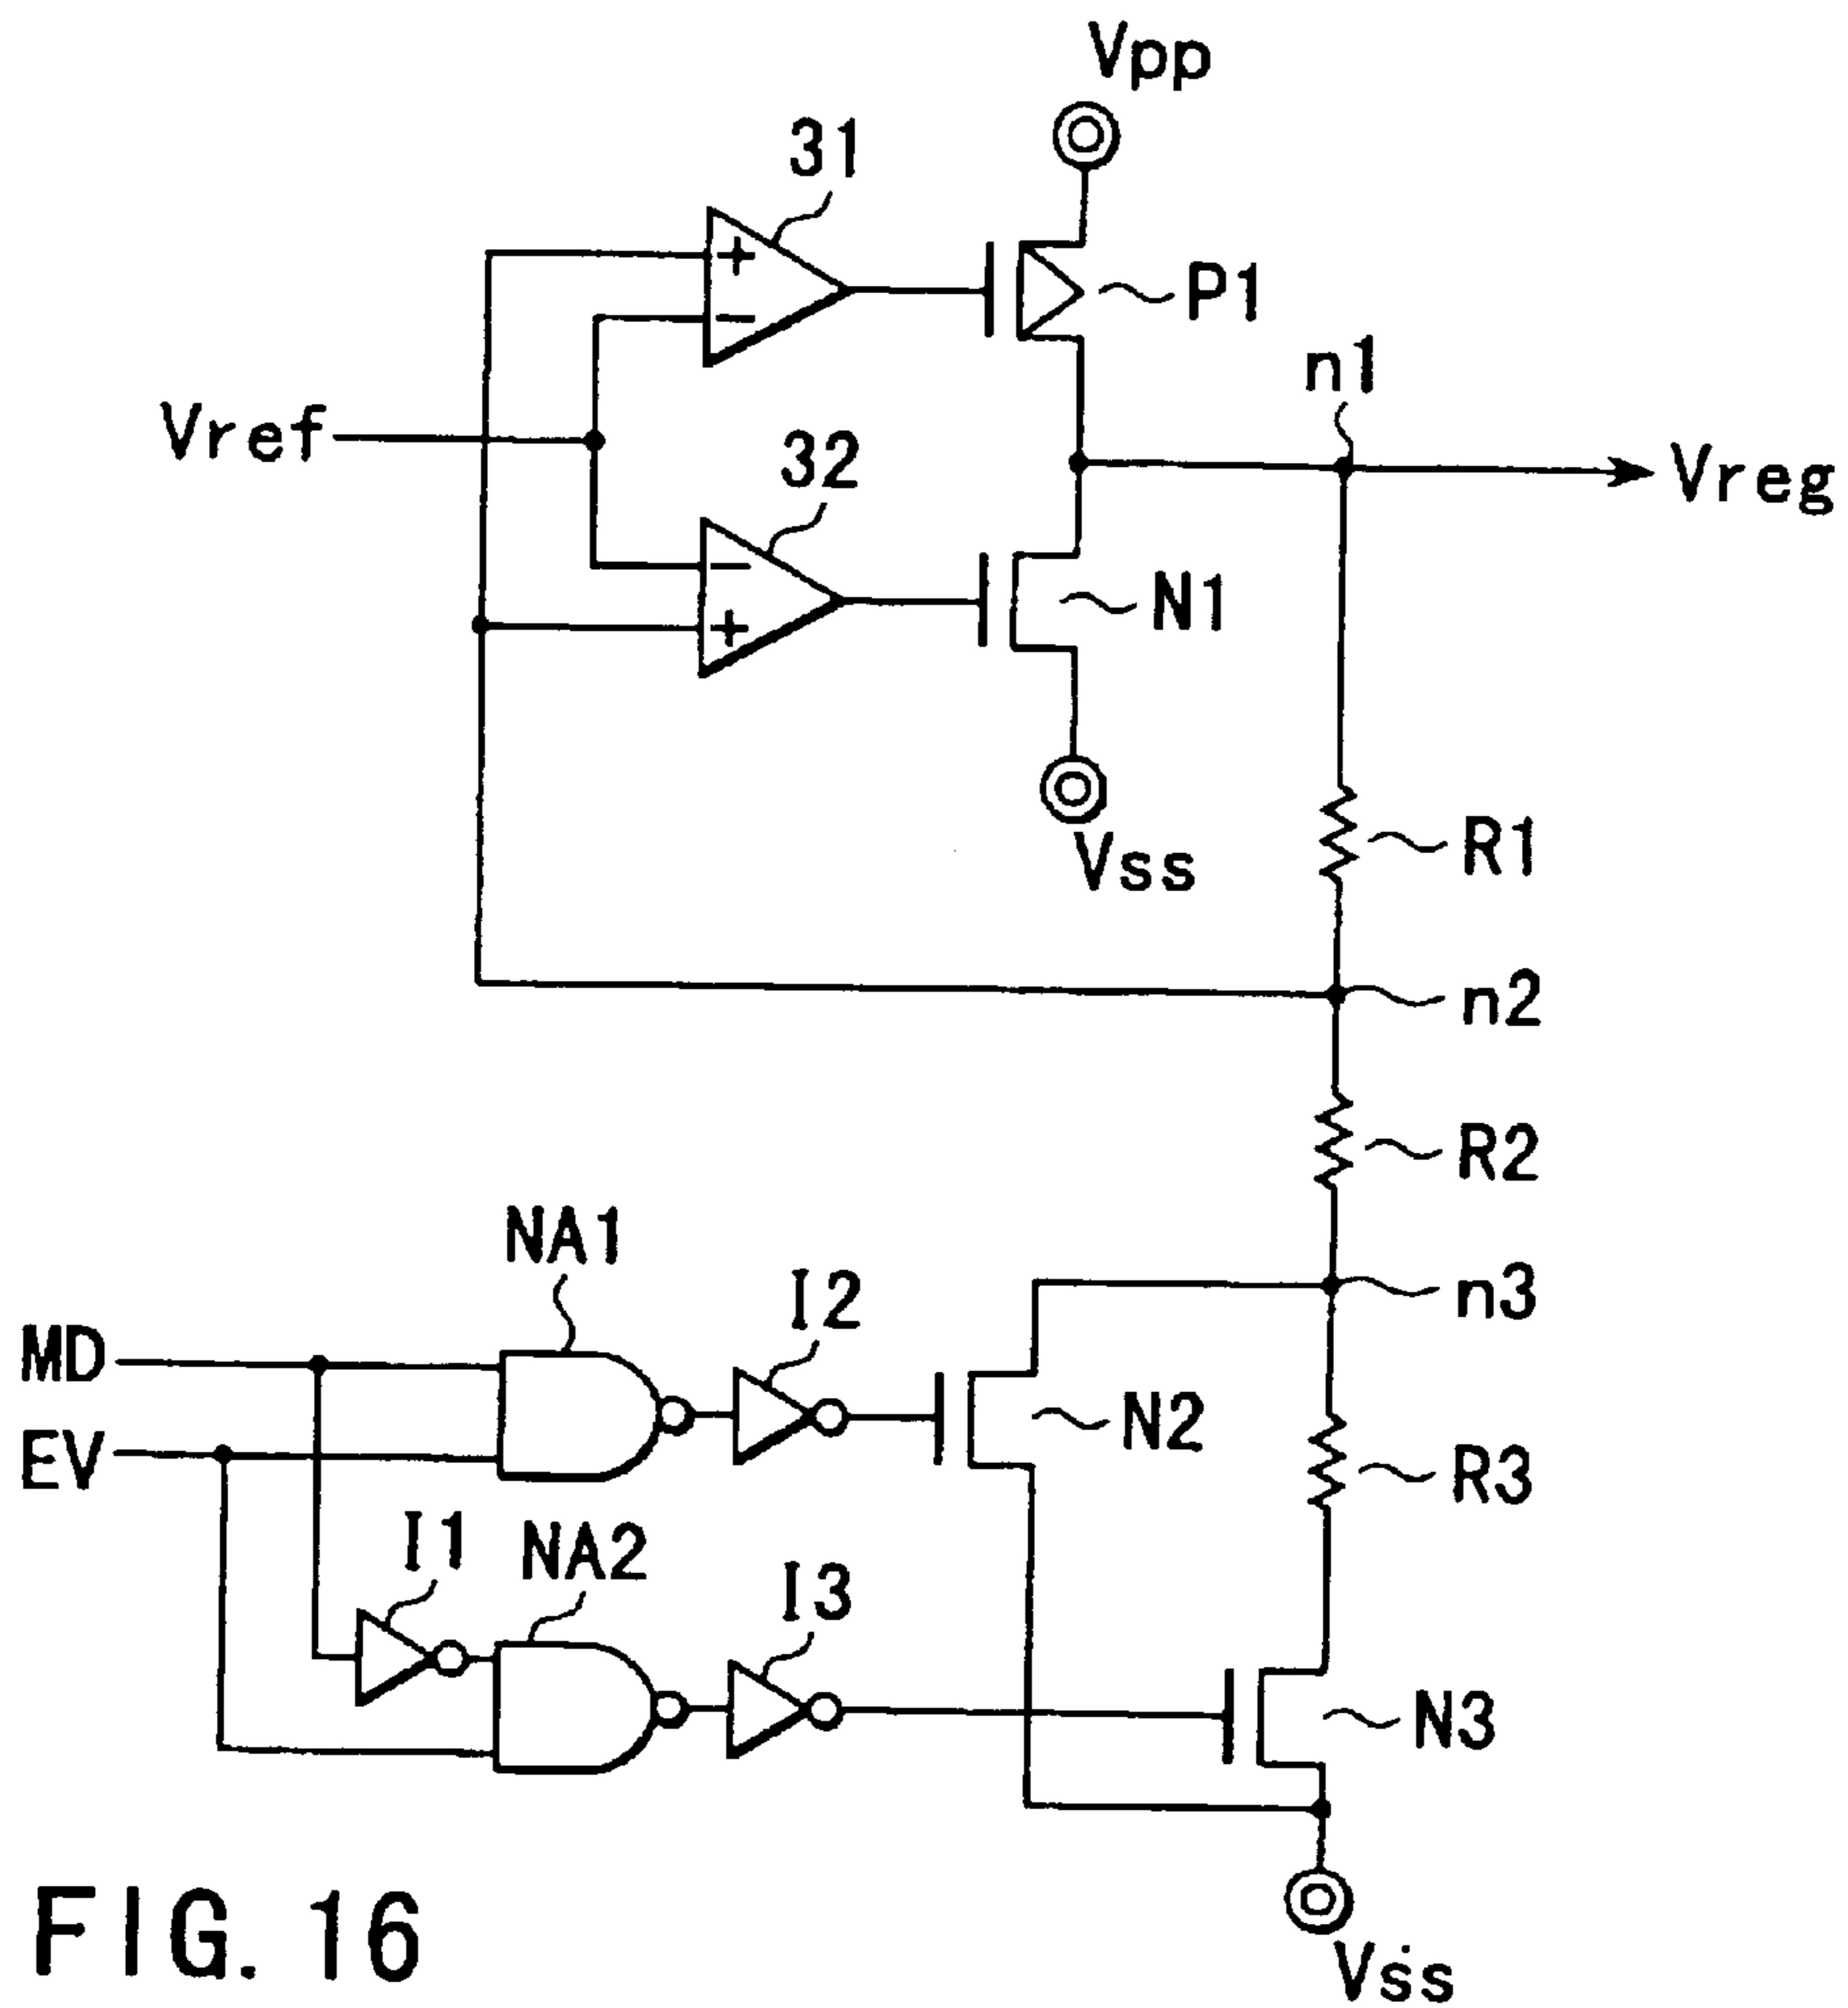 Vpp
31
+
−
P1
n1
Vref
32
Vreg
−
+
N1
Vss
R1
n2
R2
NA1
I2
n3
MD
EV
N2
R3
I1
NA2
I3
N3
Vss
FIG. 16